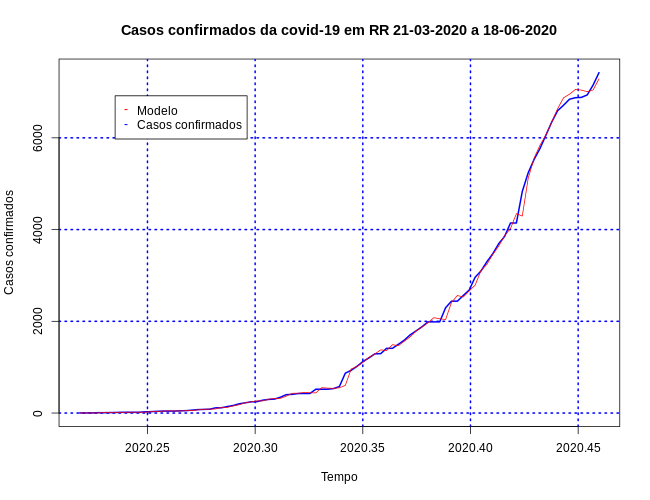 Casos confirmados da covid-19 em RR 21-03-2020 a 18-06-2020
- Modelo
- Casos confirmados
Casos confirmados
6000
4000
2000
0
2020.25 2020.30 2020.35 2020.40 2020.45
Tempo